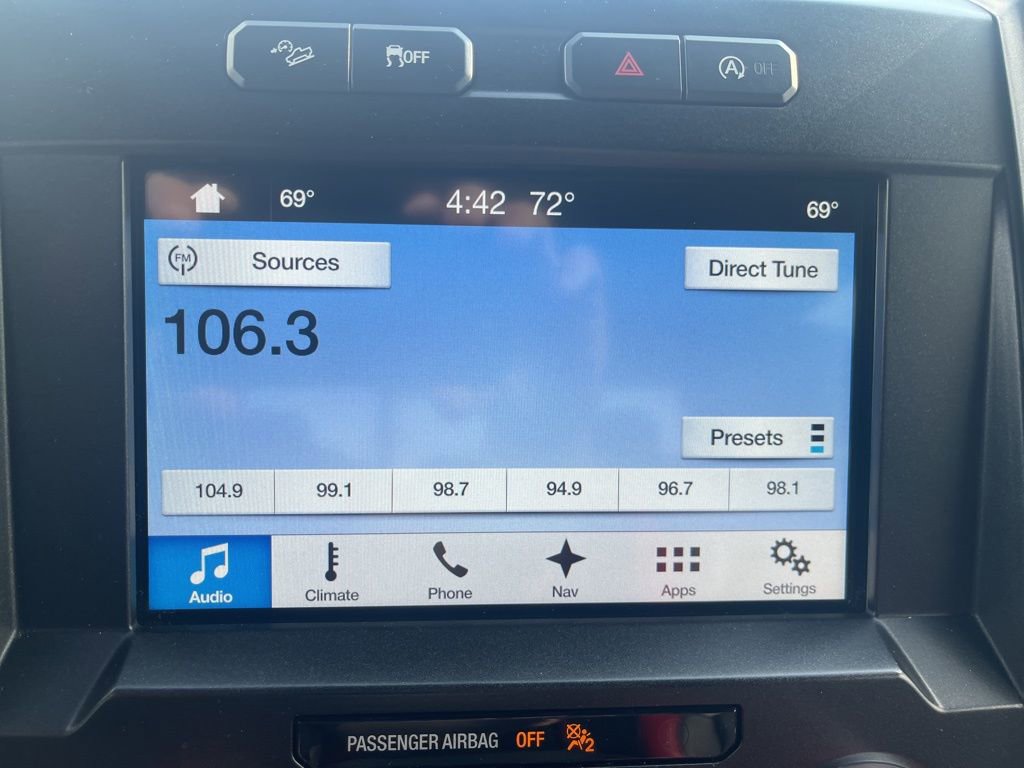 OFF
A OFF
69° 4:42 72° 69°
FM Sources
Direct Tune
106.3
Presets
104.9 99.1 98.7 94.9 96.7 98.1
Audio Climate Phone Nav Apps Settings
PASSENGER AIRBAG OFF 2